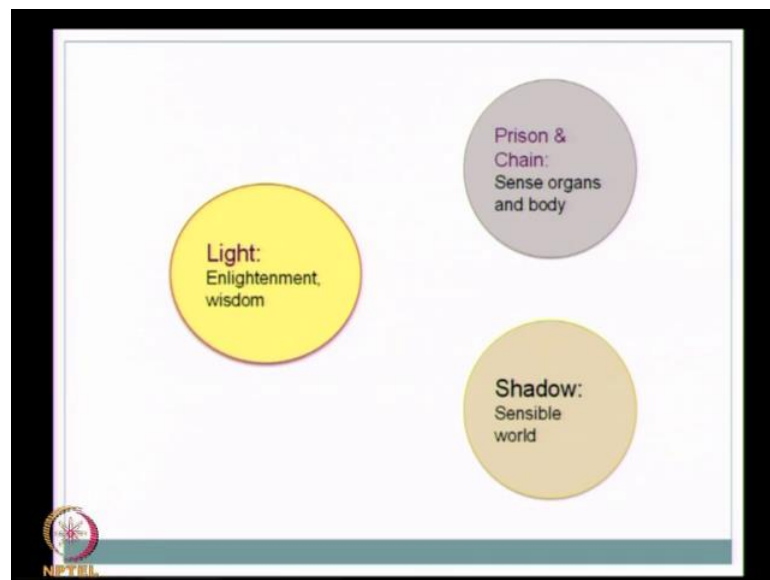 Light:
Enlightenment,
wisdom
Prison &
Chain:
Sense organs
and body
Shadow:
Sensible
world
NPTEL